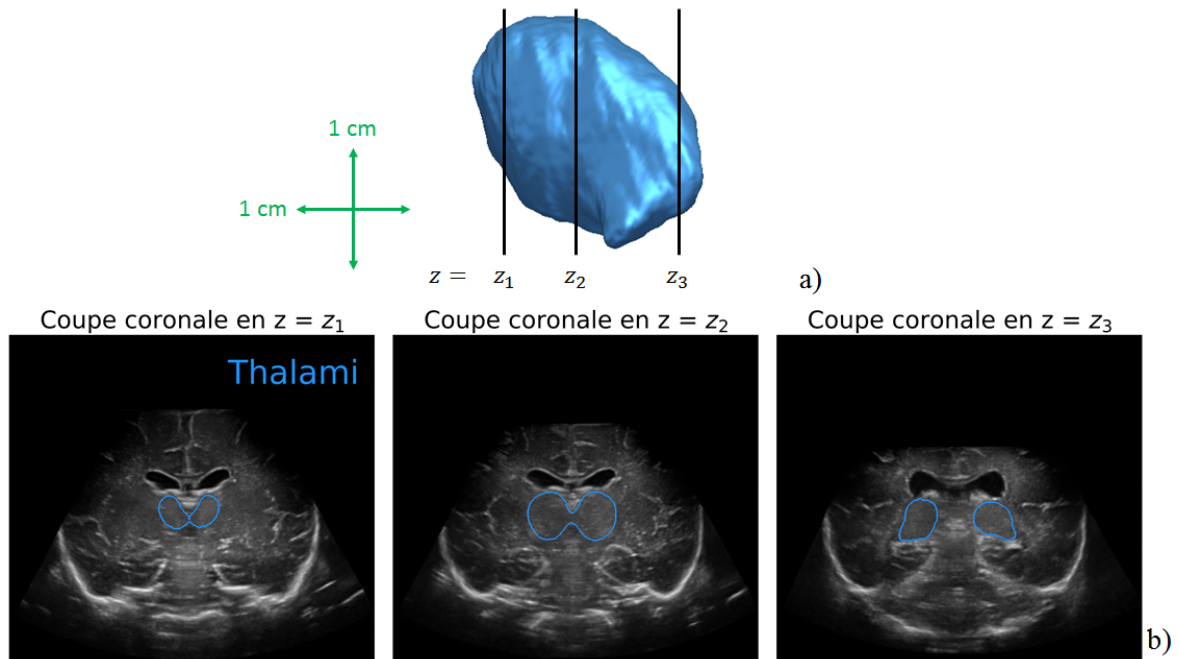 1 cm
1 cm
z = z₁ z₂ z₃ a)
Coupe coronale en z = z₁ Coupe coronale en z = z₂ Coupe coronale en z = z₃
Thalami
b)